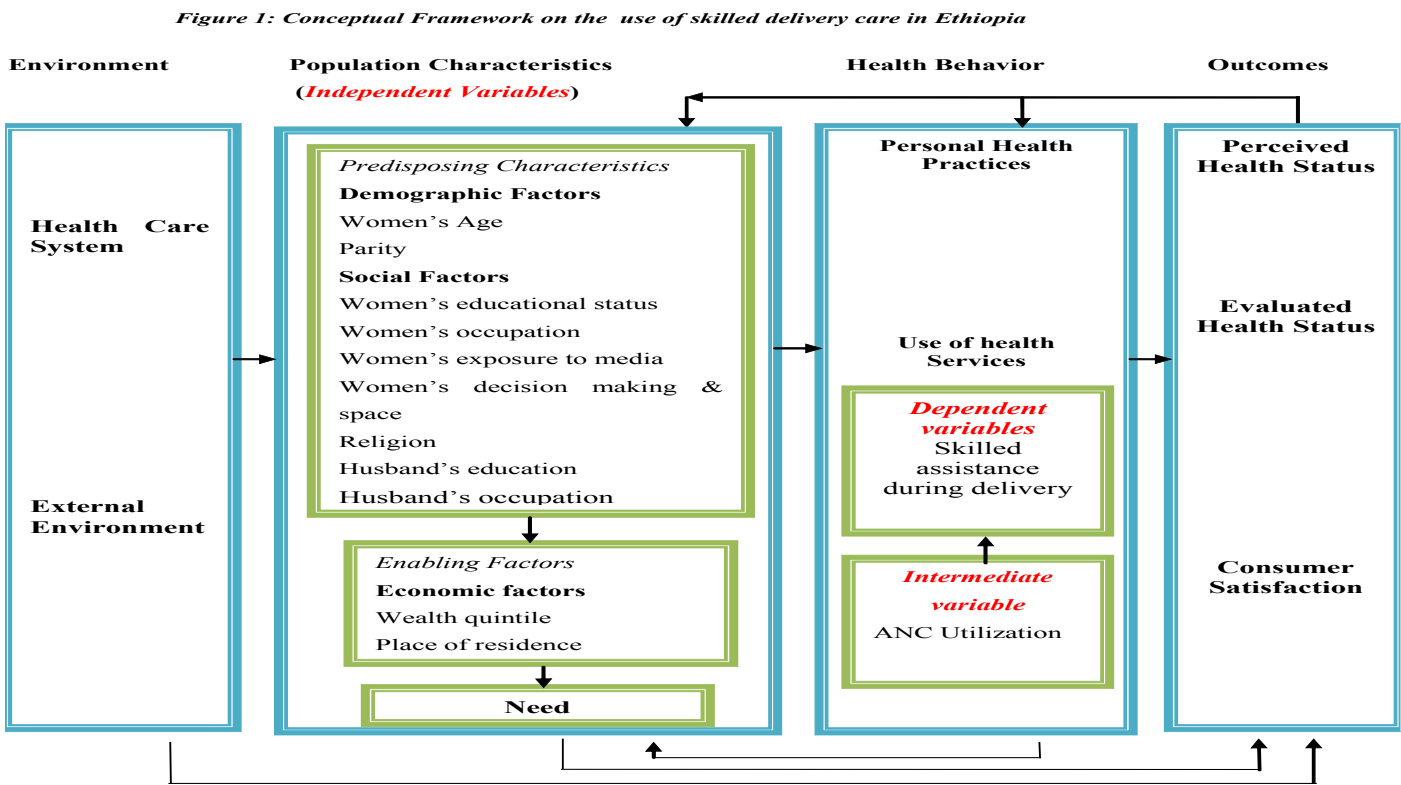 Figure 1: Conceptual Framework on the use of skilled delivery care in Ethiopia
Environment
Population Characteristics
(Independent Variables)
Health Behavior
Outcomes
Health Care
System
External
Environment
Predisposing Characteristics
Demographic Factors
Women’s Age
Parity
Social Factors
Women’s educational status
Women’s occupation
Women’s exposure to media
Women’s decision making &
space
Religion
Husband’s education
Husband’s occupation
Enabling Factors
Economic factors
Wealth quintile
Place of residence
Need
Personal Health
Practices
Use of health
Services
Dependent
variables
Skilled
assistance
during delivery
Intermediate
variable
ANC Utilization
Perceived
Health Status
Evaluated
Health Status
Consumer
Satisfaction